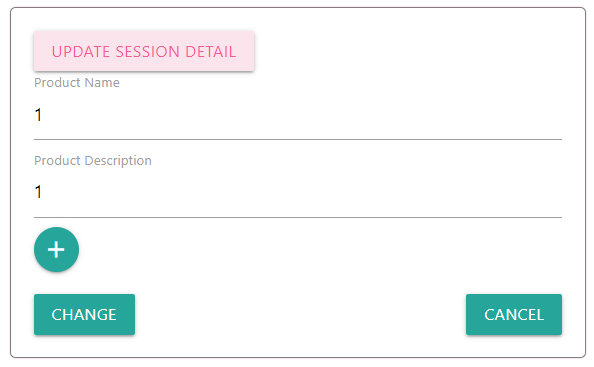 UPDATE SESSION DETAIL
Product Name
1
Product Description
1
+
CHANGE
CANCEL